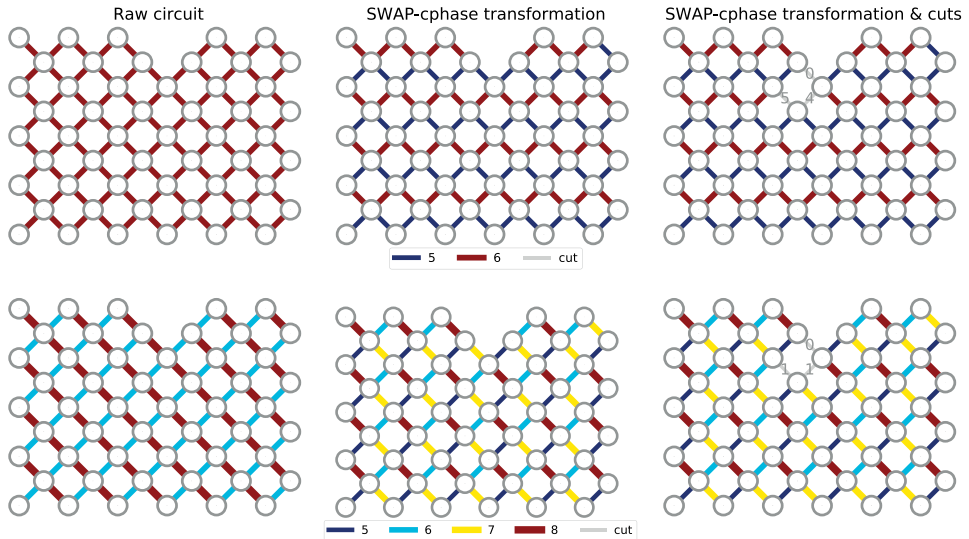 Raw circuit
SWAP-cphase transformation
SWAP-cphase transformation & cuts
0
5 4
5 6 cut
0
1 1
5 6 7 8 cut